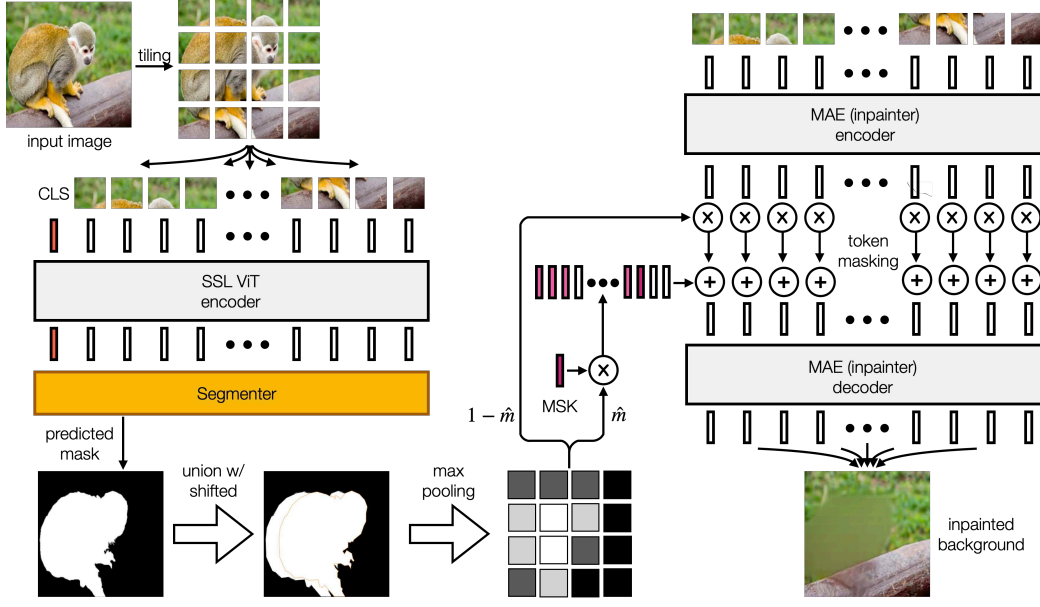 tiling
input image
CLS
SSL ViT
encoder
Segmenter
predicted
mask
union w/
shifted
max
pooling
1 − m̂
m̂
MSK
MAE (inpainter)
encoder
x
x
x
x
x
x
x
x
token
masking
+
+
+
+
+
+
+
+
x
MAE (inpainter)
decoder
inpainted
background